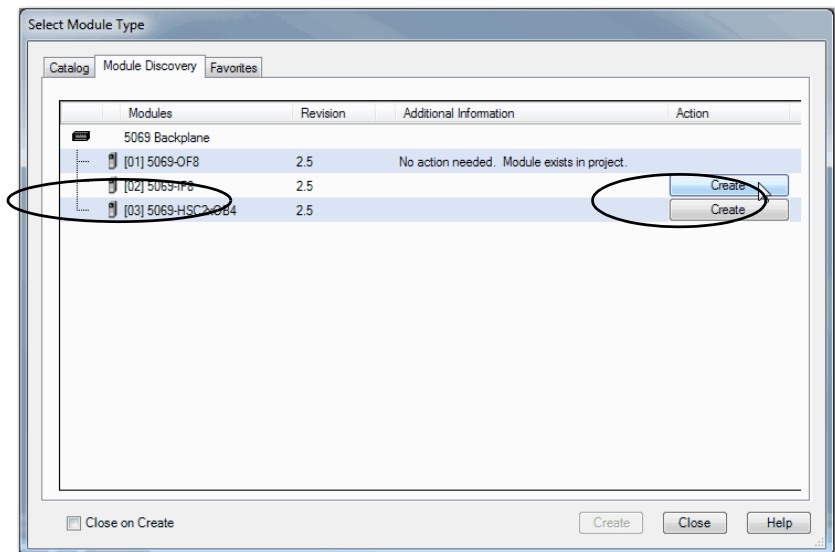 Select Module Type
Catalog Module Discovery Favorites
Modules Revision Additional Information Action
5069 Backplane
[01] 5069-OF8 2.5 No action needed. Module exists in project.
[02] 5069-IF8 2.5 Create
[03] 5069-HSC2xOB4 2.5 Create
Close on Create Create Close Help